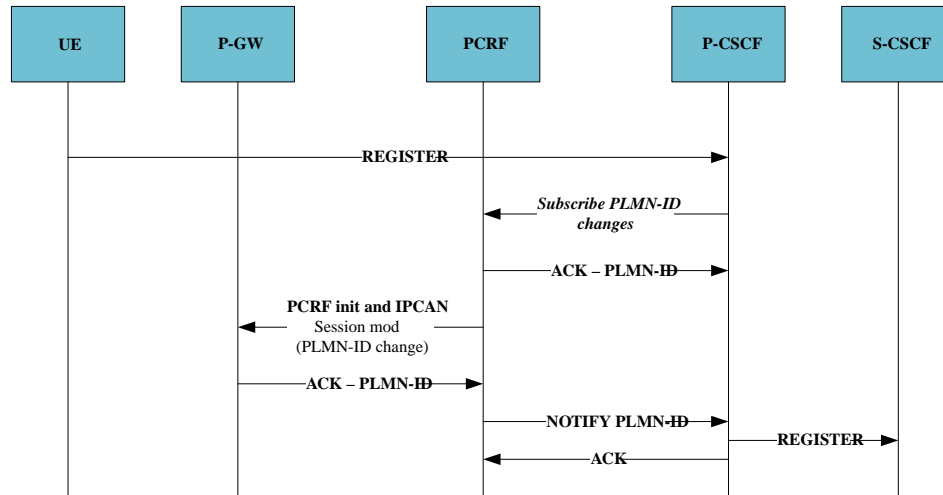 UE
P-GW
PCRF
P-CSCF
S-CSCF
REGISTER
Subscribe PLMN-ID
changes
ACK – PLMN-ID
PCRF init and IPCAN
Session mod
(PLMN-ID change)
ACK – PLMN-ID
NOTIFY PLMN-ID
REGISTER
ACK